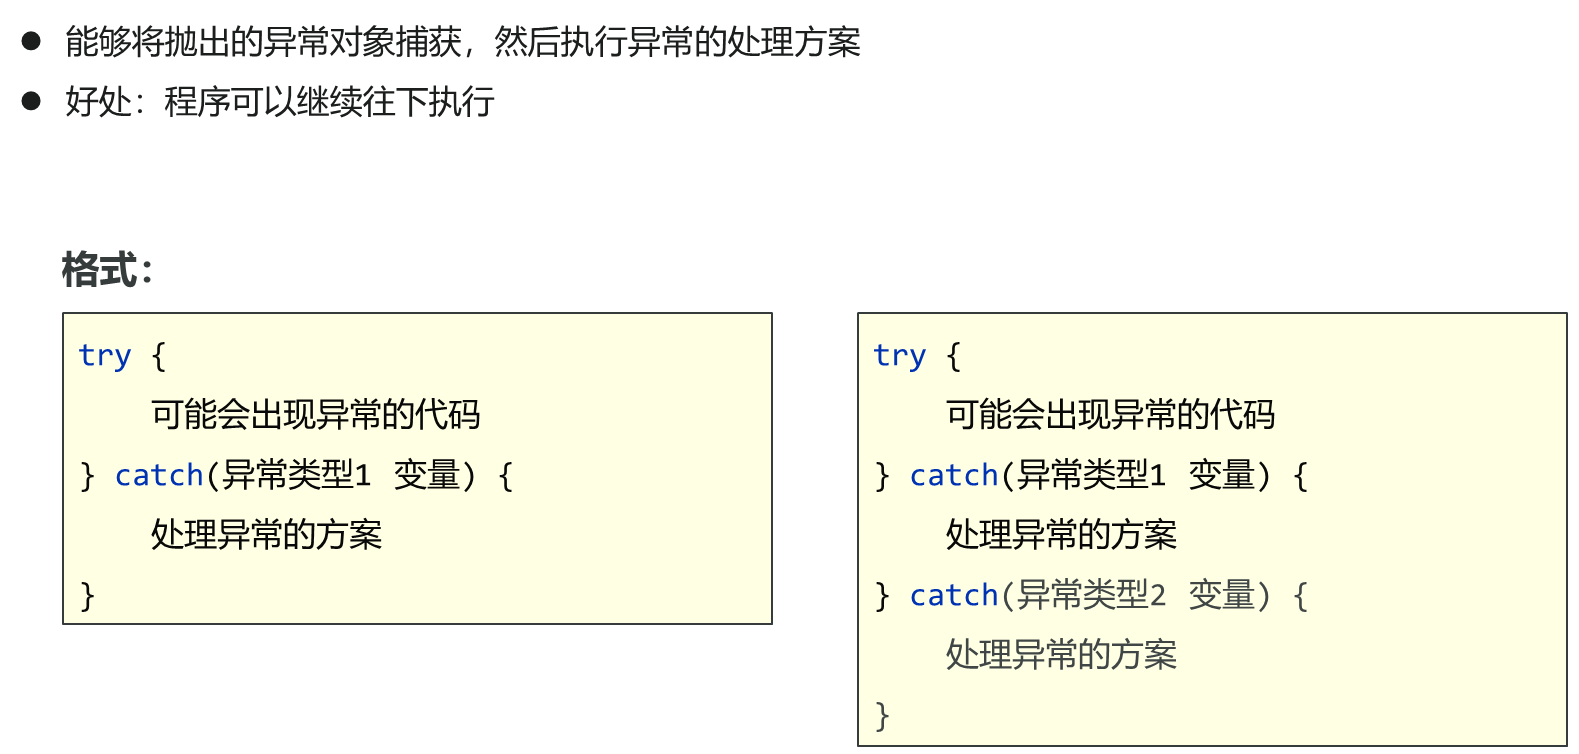 ● 能够将抛出的异常对象捕获，然后执行异常的处理方案
● 好处：程序可以继续往下执行
格式：
try {
    可能会出现异常的代码
} catch(异常类型1 变量) {
    处理异常的方案
}
try {
    可能会出现异常的代码
} catch(异常类型1 变量) {
    处理异常的方案
} catch(异常类型2 变量) {
    处理异常的方案
}